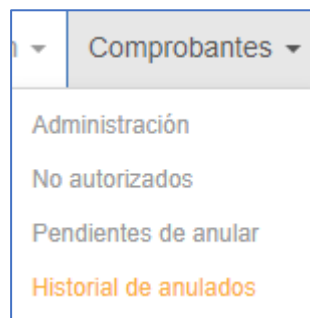 Comprobantes
Administración
No autorizados
Pendientes de anular
Historial de anulados